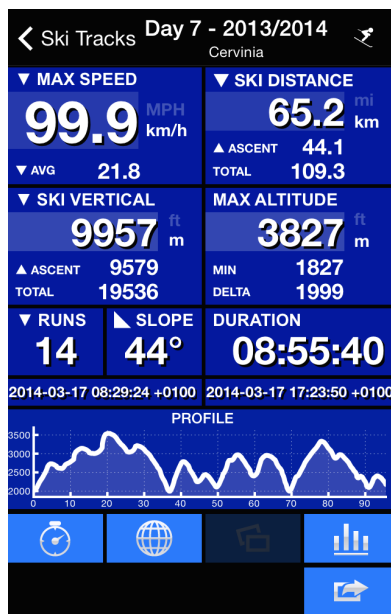 Ski Tracks
Day 7 - 2013/2014
Cervinia
▼ MAX SPEED
99.9 MPH km/h
▼ AVG 21.8
▼ SKI DISTANCE
65.2 mi km
▲ ASCENT 44.1
TOTAL 109.3
▼ SKI VERTICAL
9957 ft m
▲ ASCENT 9579
TOTAL 19536
MAX ALTITUDE
3827 ft m
MIN 1827
DELTA 1999
▼ RUNS
14
SLOPE
44°
DURATION
08:55:40
2014-03-17 08:29:24 +0100
2014-03-17 17:23:50 +0100
PROFILE
3500
3000
2500
2000
0 10 20 30 40 50 60 70 80 90